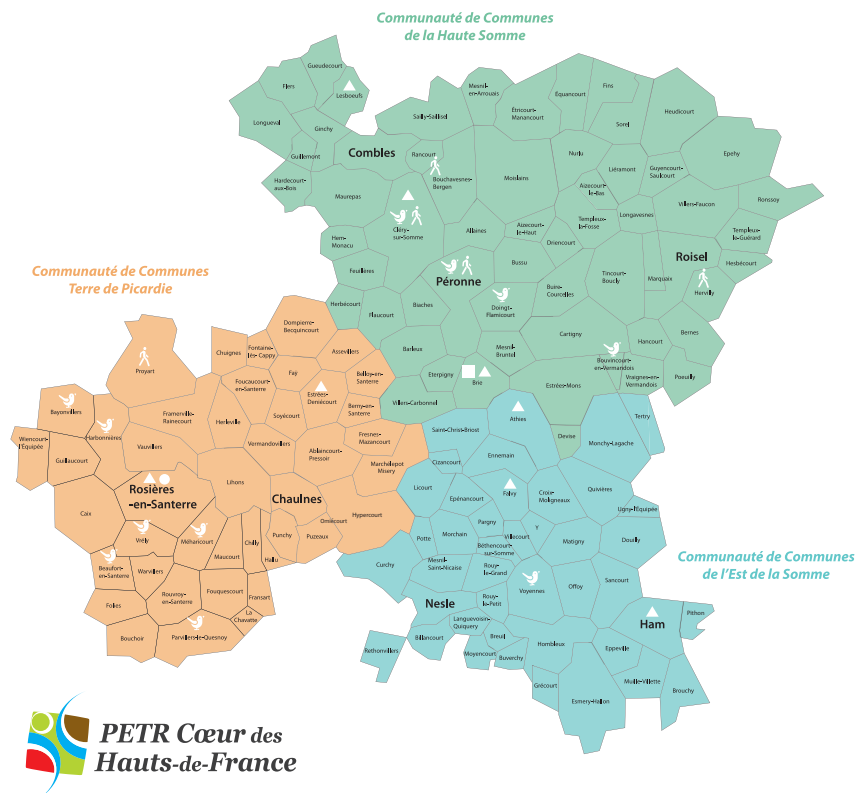 Communauté de Communes
de la Haute Somme
Gueudecourt
Flers
Lesboeufs
Longueval
Ginchy
Guillemont
Hardecourt-
aux-Bois
Combles
Maurepas
Sailly-Saillisel
Rancourt
Bouchavesnes-
Bergen
Mesnil-
en-Arrouais
Étricourt-
Manancourt
Équancourt
Fins
Sorel
Heudicourt
Moislains
Nurlu
Liéramont
Guyencourt-
Saulcourt
Epehy
Aizecourt-
le-Bas
Villers-Faucon
Ronssoy
Templeux-
le-Guérard
Templeux-
la-Fosse
Longavesnes
Cléry-
sur-Somme
Allaines
Aizecourt-
le-Haut
Driencourt
Hem-
Monacu
Feuillères
Péronne
Bussu
Buire-
Courcelles
Tincourt-
Boucly
Marquaix
Roisel
Hesbécourt
Hervilly
Herbécourt
Flaucourt
Biaches
Doingt-
Flamicourt
Cartigny
Hancourt
Bernes
Barleux
Mesnil-
Bruntel
Bouvincourt-
en-Vermandois
Vraignes-en-
Vermandois
Poeuilly
Eterpigny
Brie
Estrées-Mons
Villers-Carbonnel
Devise
Communauté de Communes
Terre de Picardie
Dompierre-
Becquincourt
Proyart
Chuignes
Fontaine-
lès- Cappy
Assevillers
Fay
Belloy-en-
Santerre
Foucaucourt-
en-Santerre
Estrées-
Deniécourt
Berny-en-
Santerre
Bayonvillers
Framerville-
Rainecourt
Herleville
Soyécourt
Harbonnières
Wiencourt-
l'Equipée
Guillaucourt
Vauvillers
Vermandovillers
Fresnes-
Mazancourt
Ablancourt-
Pressoir
Marchélepot
Misery
Lihons
Rosières
-en-Santerre
Chaulnes
Hypercourt
Caix
Omiécourt
Punchy
Puzeaux
Vrély
Méharicourt
Maucourt
Chilly
Hallu
Beaufort-
en-Santerre
Warvillers
Rouvroy-
en-Santerre
Fouquescourt
Fransart
Folies
La
Chavatte
Bouchoir
Parvillers-le-Quesnoy
Athies
Tertry
Saint-Christ-Briost
Monchy-Lagache
Ennemain
Cizancourt
Licourt
Epénancourt
Falvy
Croix-
Moligneaux
Quivières
Ugny-l'Équipée
Pargny
Y
Douilly
Potte
Morchain
Villecourt
Béthencourt-
sur-Somme
Matigny
Communauté de Communes
de l'Est de la Somme
Curchy
Mesnil-
Saint-Nicaise
Rouy-
le-Grand
Voyennes
Offoy
Sancourt
Nesle
Rouy-
le-Petit
Ham
Pithon
Languevoisin-
Quiquery
Breuil
Hombleux
Eppeville
Rethonvillers
Billancourt
Moyencourt
Buverchy
Grécourt
Esmery-Hallon
Muille-Villette
Brouchy
PETR Cœur des
Hauts-de-France